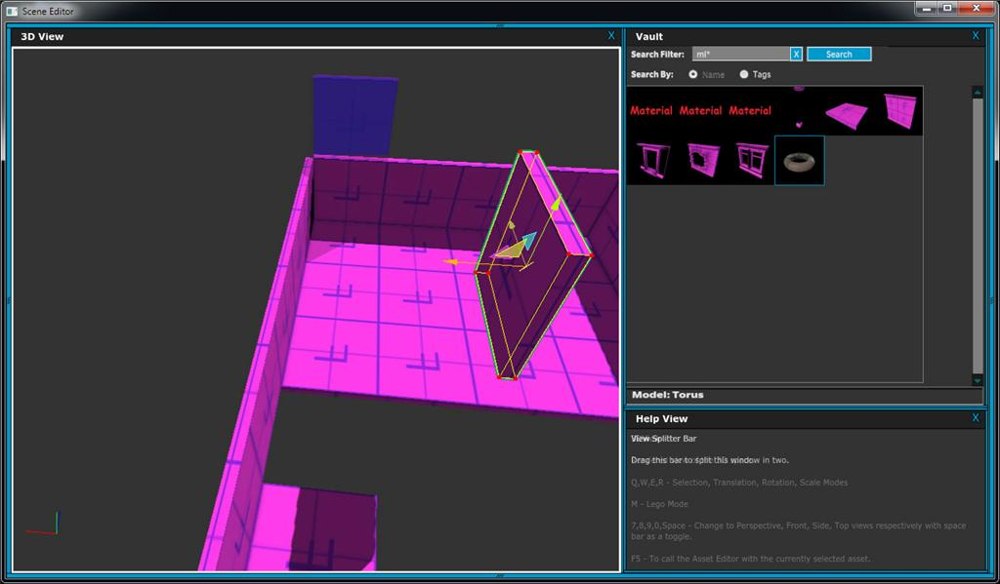 Scene Editor
3D View X
Vault X
Search Filter: ml* X Search
Search By: Name Tags
Material Material Material
Model: Torus
Help View X
View Splitter Bar
Drag this bar to split this window in two.
Q,W,E,R - Selection, Translation, Rotation, Scale Modes
M - Lego Mode
7,8,9,0,Space - Change to Perspective, Front, Side, Top views respectively with space
bar as a toggle.
F5 - To call the Asset Editor with the currently selected asset.